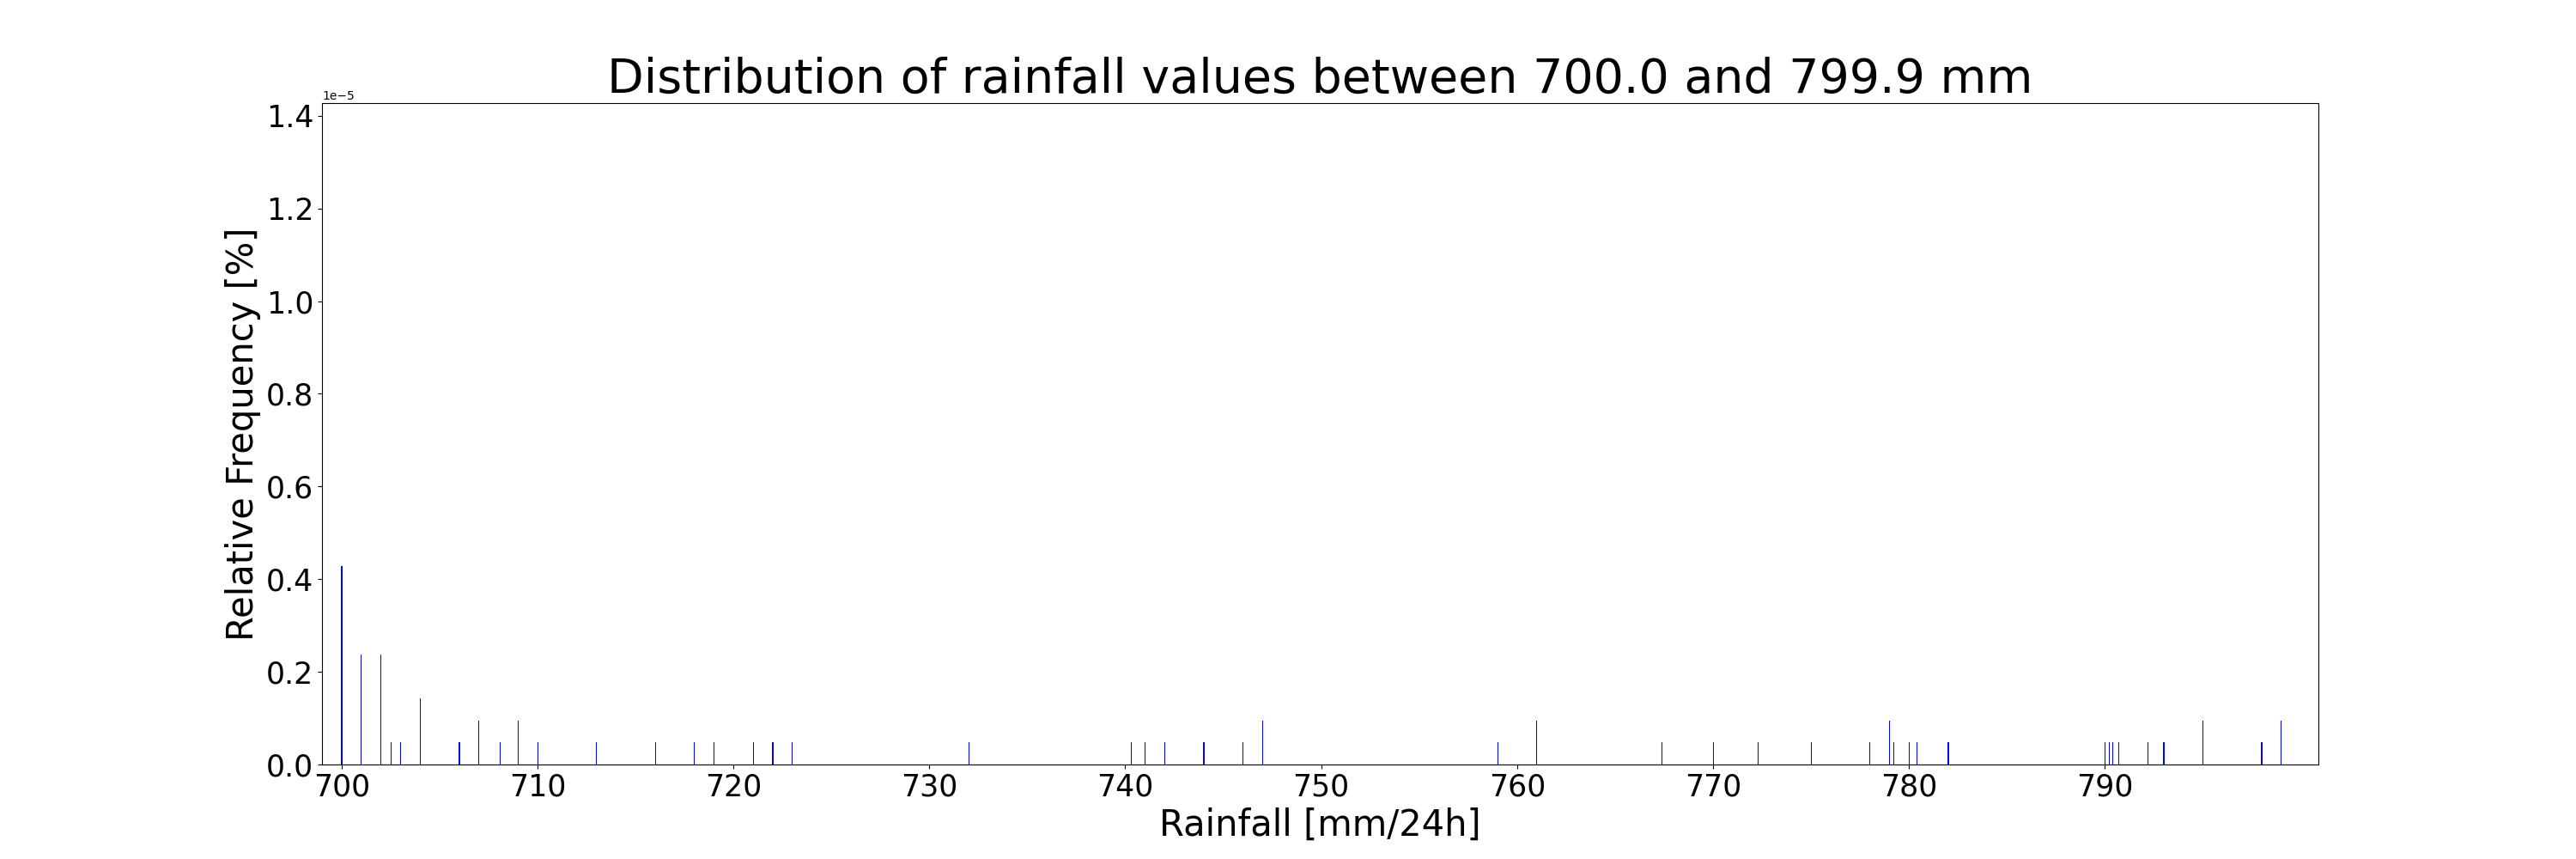 Distribution of rainfall values between 700.0 and 799.9 mm
1e−5
1.4
1.2
1.0
0.8
0.6
0.4
0.2
0.0
Relative Frequency [%]
700 710 720 730 740 750 760 770 780 790
Rainfall [mm/24h]